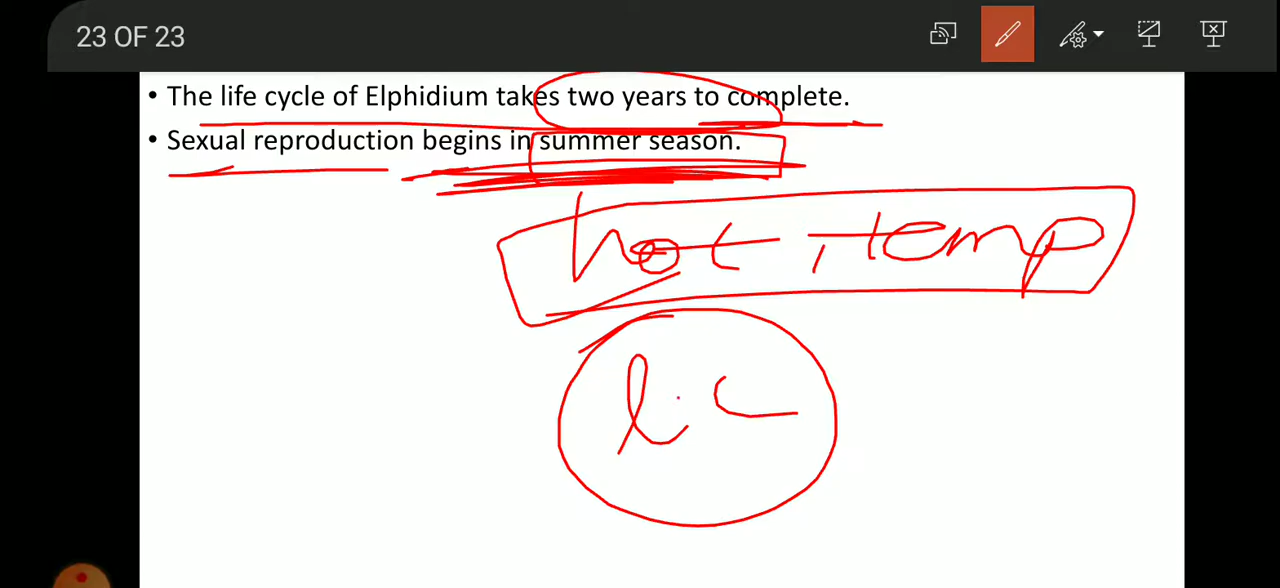 23 OF 23
• The life cycle of Elphidium takes two years to complete.
• Sexual reproduction begins in summer season.
hot, temp
l.c